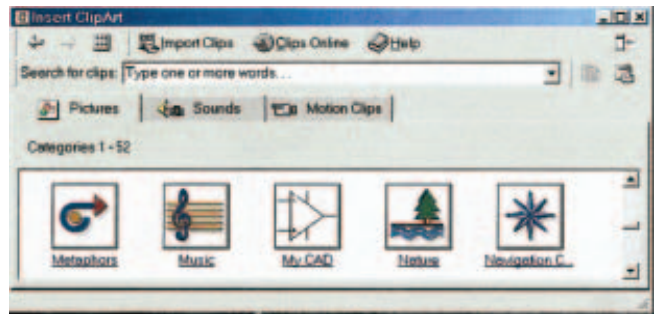 Insert ClipArt
Import Clips Clips Online Help
Search for clips: Type one or more words...
Pictures Sounds Motion Clips
Categories 1 - 52
Metaphors Music My CAD Nature Navigation C...